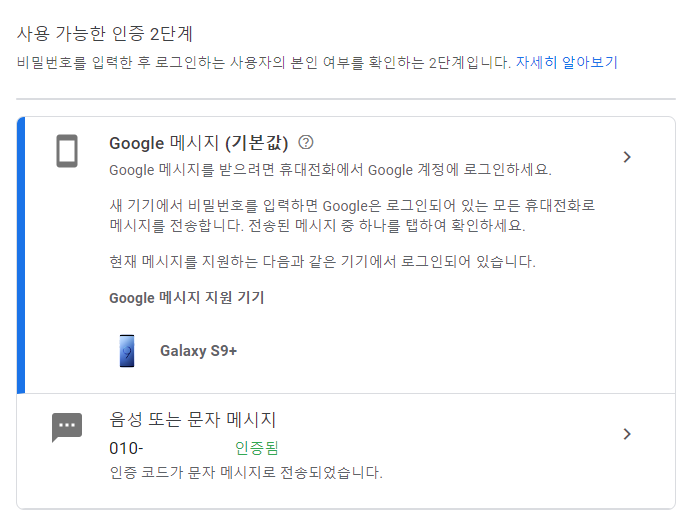 사용 가능한 인증 2단계
비밀번호를 입력한 후 로그인하는 사용자의 본인 여부를 확인하는 2단계입니다. 자세히 알아보기
Google 메시지 (기본값) ?
Google 메시지를 받으려면 휴대전화에서 Google 계정에 로그인하세요.
새 기기에서 비밀번호를 입력하면 Google은 로그인되어 있는 모든 휴대전화로
메시지를 전송합니다. 전송된 메시지 중 하나를 탭하여 확인하세요.
현재 메시지를 지원하는 다음과 같은 기기에서 로그인되어 있습니다.
Google 메시지 지원 기기
9
Galaxy S9+
음성 또는 문자 메시지
010- 인증됨
인증 코드가 문자 메시지로 전송되었습니다.